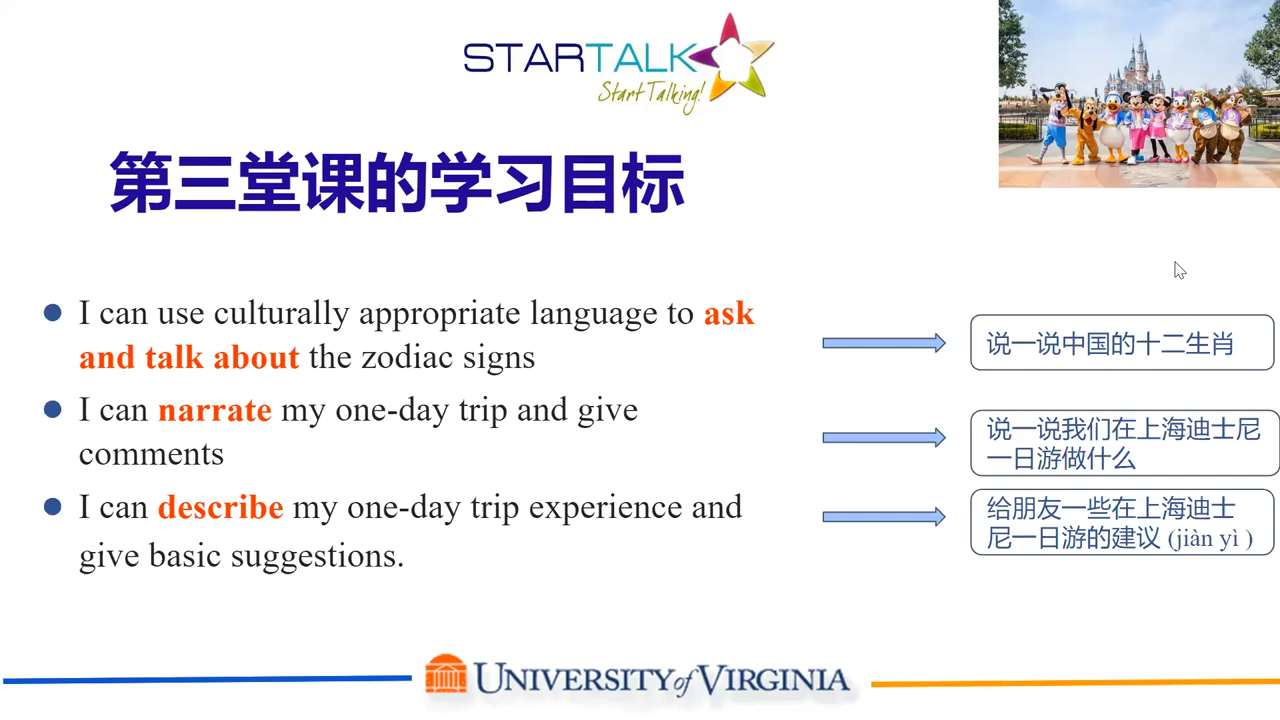 STARTALK
Start Talking!
第三堂课的学习目标
I can use culturally appropriate language to ask
and talk about the zodiac signs
说一说中国的十二生肖
I can narrate my one-day trip and give
comments
说一说我们在上海迪士尼
一日游做什么
I can describe my one-day trip experience and
give basic suggestions.
给朋友一些在上海迪士
尼一日游的建议 (jiàn yì )
UNIVERSITY of VIRGINIA